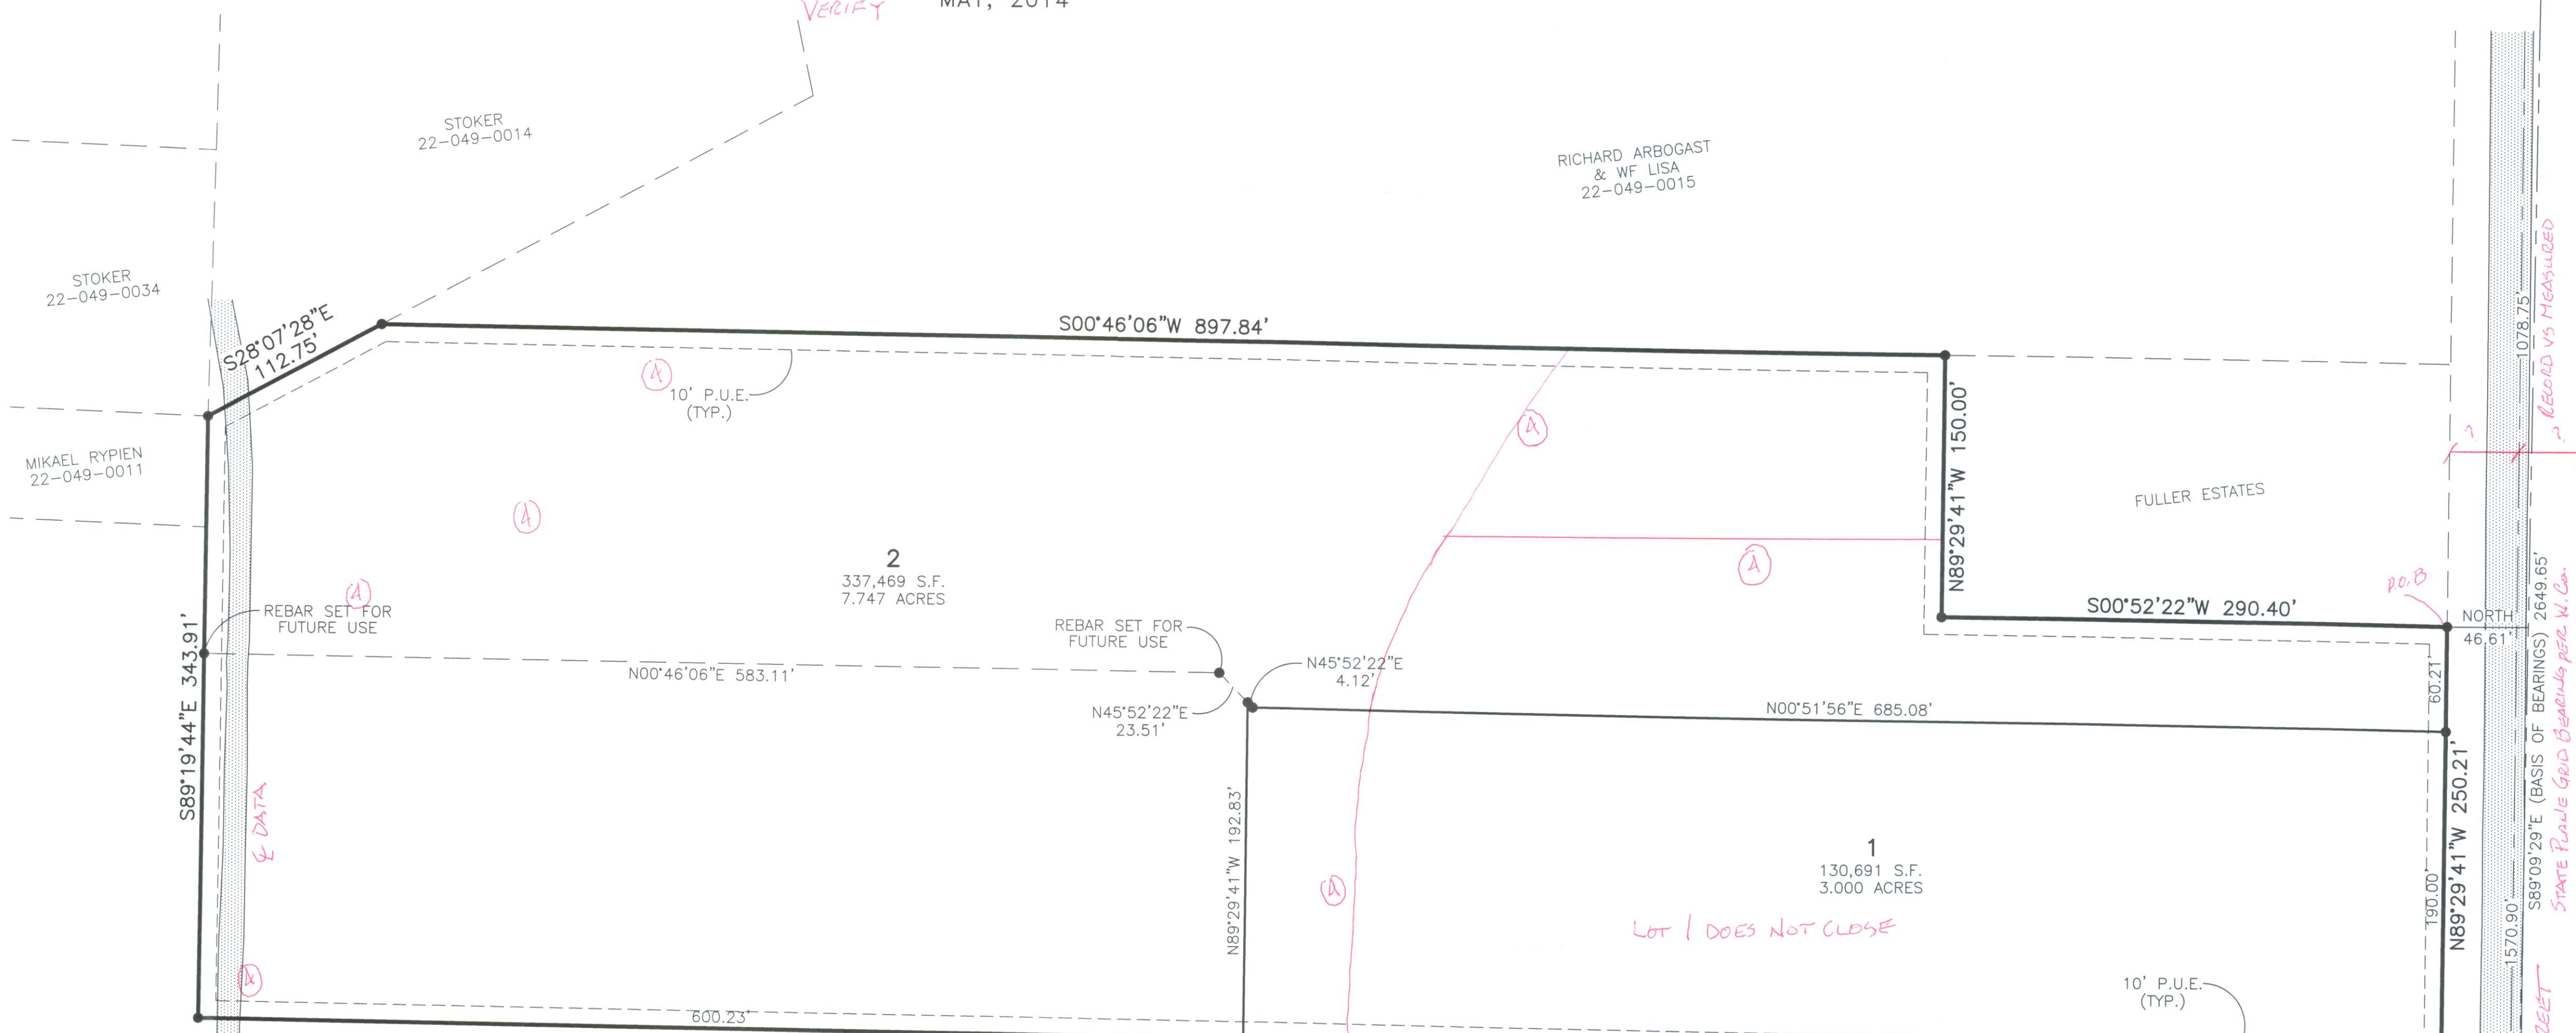 VERIFY
MAY, 2014
STOKER
22-049-0014
RICHARD ARBOGAST
& WF LISA
22-049-0015
STOKER
22-049-0034
S28°07'28"E
112.75'
S00°46'06"W 897.84'
4
10' P.U.E.
(TYP.)
4
N89°29'41"W 150.00'
1078.75'
RECORD VS MEASURED
?
?
MIKAEL RYPIEN
22-049-0011
4
FULLER ESTATES
4
2
337,469 S.F.
7.747 ACRES
4
REBAR SET FOR
FUTURE USE
REBAR SET FOR
FUTURE USE
P.O.B
S00°52'22"W 290.40'
NORTH
46.61'
S89°19'44"E 343.91'
N00°46'06"E 583.11'
N45°52'22"E
4.12'
N45°52'22"E
23.51'
N00°51'56"E 685.08'
60.21'
S89°09'29"E (BASIS OF BEARINGS) 2649.65'
STATE PLANE GRID BEARING PER W. Co.
N89°29'41"W 192.83'
℄ DATA
4
1
130,691 S.F.
3.000 ACRES
LOT 1 DOES NOT CLOSE
190.00'
N89°29'41"W 250.21'
1570.90'
4
600.23'
10' P.U.E.
(TYP.)